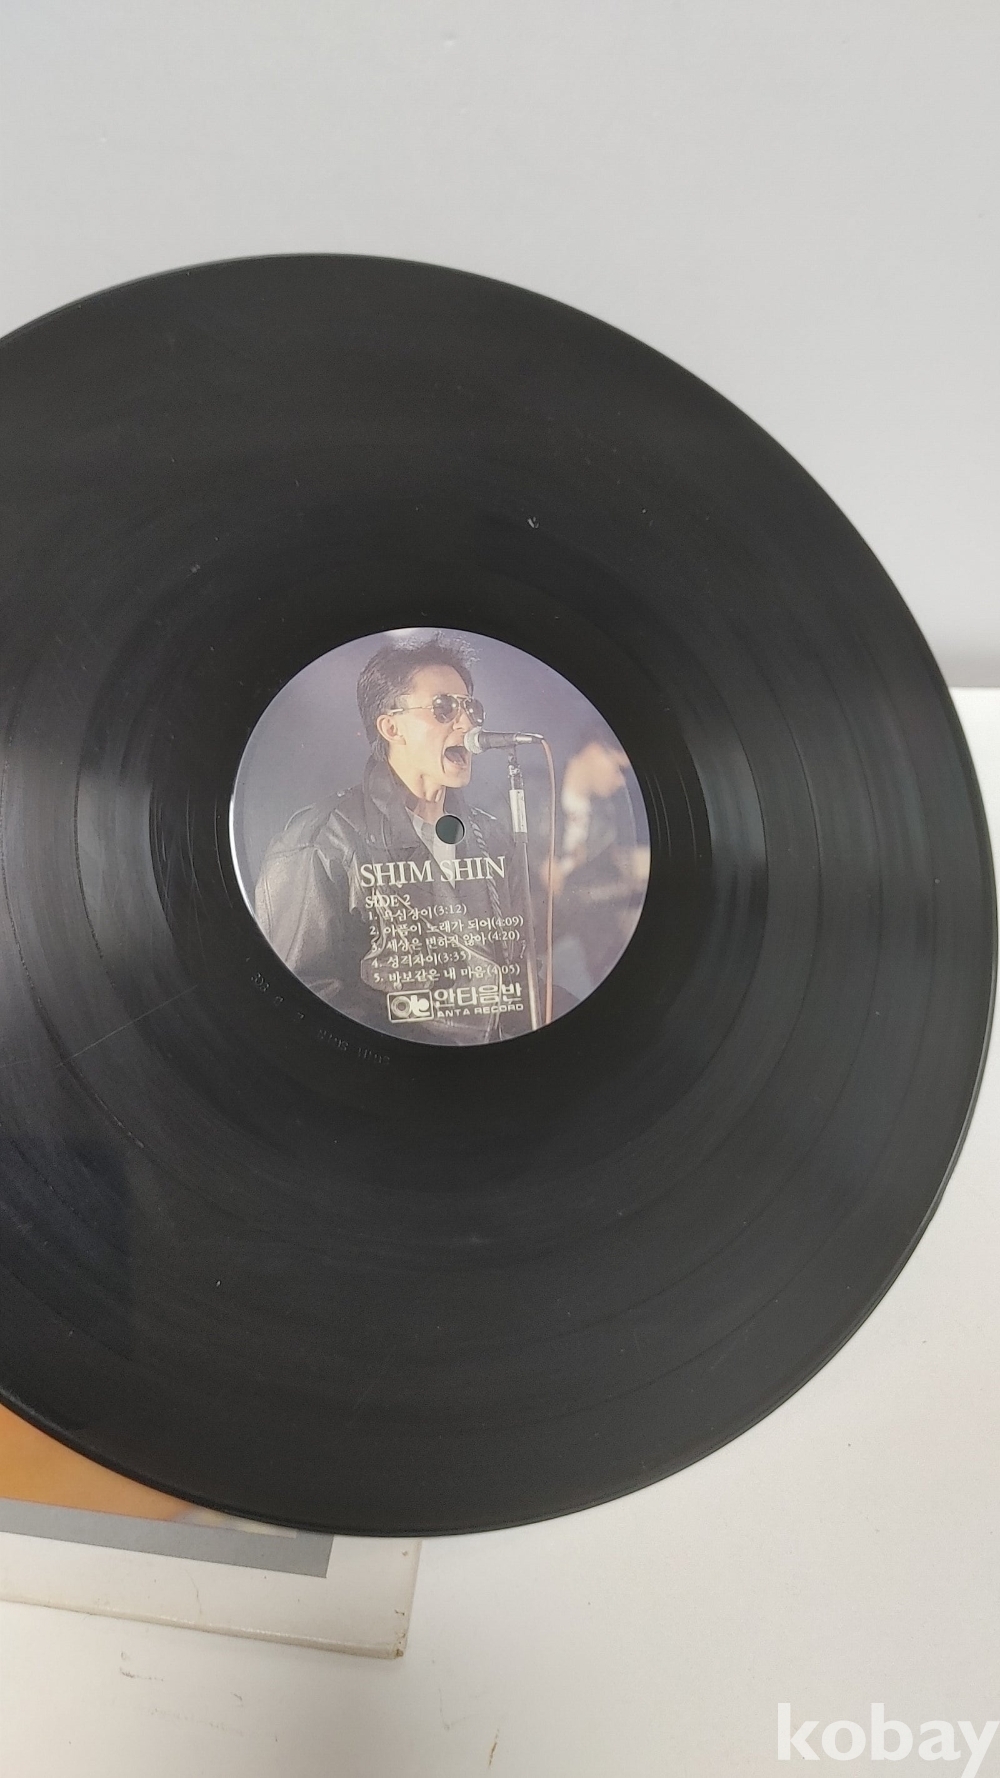 SHIM SHIN
SIDE 2
1. 욕심장이(3:12)
2. 아픔이 노래가 되어(4:09)
3. 세상은 변하진 않아(4:20)
4. 성격차이(3:35)
5. 바보같은 내 마음(4:05)
안타음반
ANTA RECORD
kobay